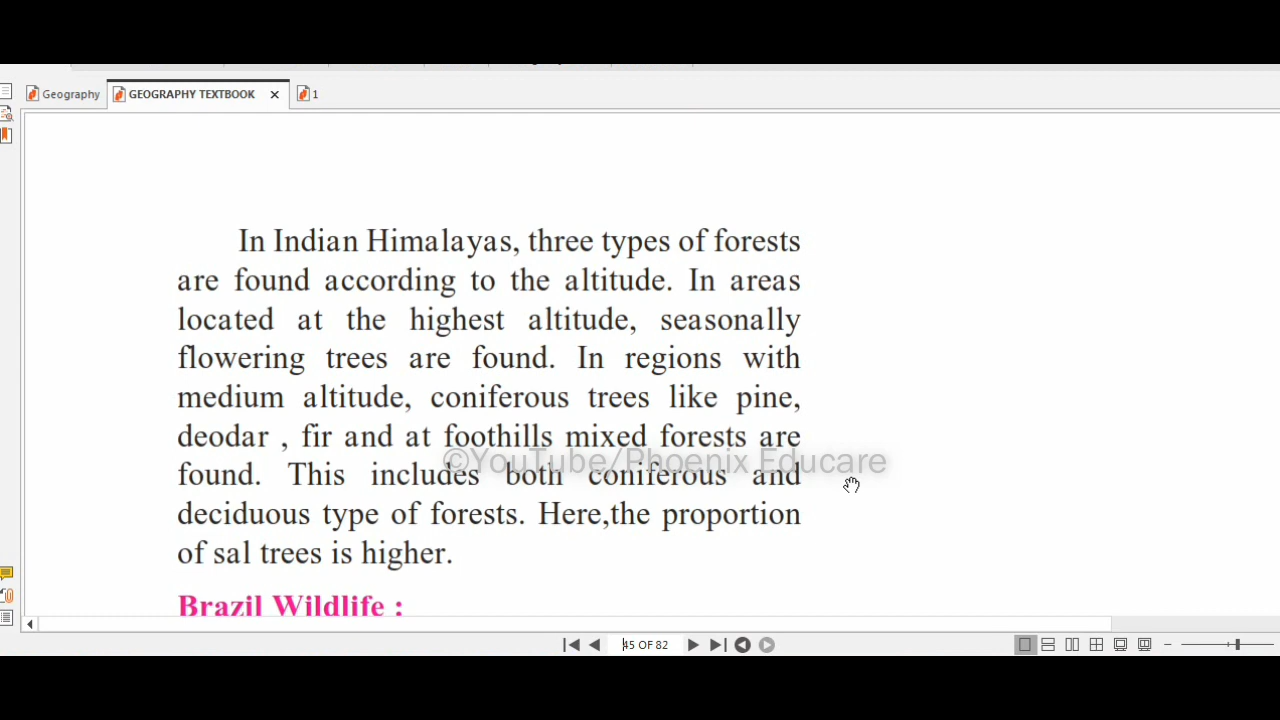 Geography
GEOGRAPHY TEXTBOOK
1
In Indian Himalayas, three types of forests
are found according to the altitude. In areas
located at the highest altitude, seasonally
flowering trees are found. In regions with
medium altitude, coniferous trees like pine,
deodar , fir and at foothills mixed forests are
©YouTube/Phoenix Educare
found. This includes both coniferous and
deciduous type of forests. Here,the proportion
of sal trees is higher.
Brazil Wildlife :
45 OF 82